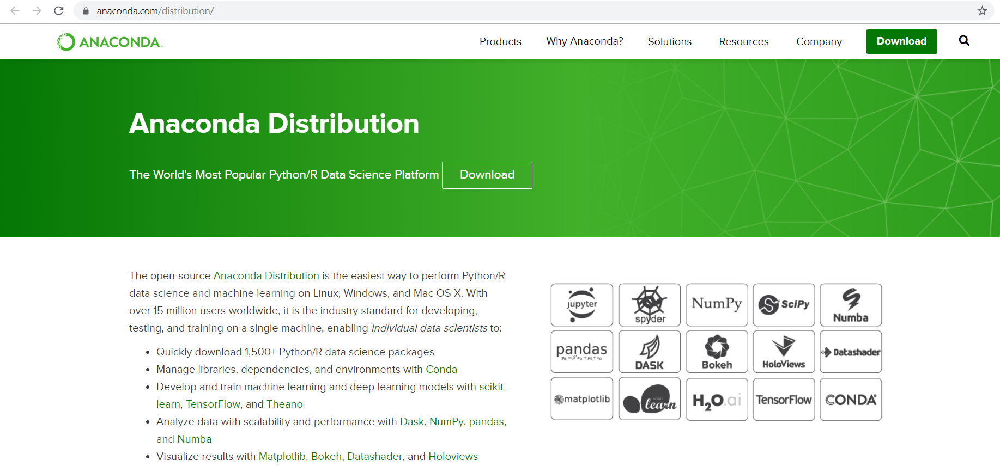 anaconda.com/distribution/
ANACONDA.
Products Why Anaconda? Solutions Resources Company Download
Anaconda Distribution
The World's Most Popular Python/R Data Science Platform Download
The open-source Anaconda Distribution is the easiest way to perform Python/R
data science and machine learning on Linux, Windows, and Mac OS X. With
over 15 million users worldwide, it is the industry standard for developing,
testing, and training on a single machine, enabling individual data scientists to:
• Quickly download 1,500+ Python/R data science packages
• Manage libraries, dependencies, and environments with Conda
• Develop and train machine learning and deep learning models with scikit-
learn, TensorFlow, and Theano
• Analyze data with scalability and performance with Dask, NumPy, pandas,
and Numba
• Visualize results with Matplotlib, Bokeh, Datashader, and Holoviews
jupyter spyder NumPy SciPy Numba
pandas DASK Bokeh HoloViews Datashader
matplotlib scikit learn H2O.ai TensorFlow CONDA